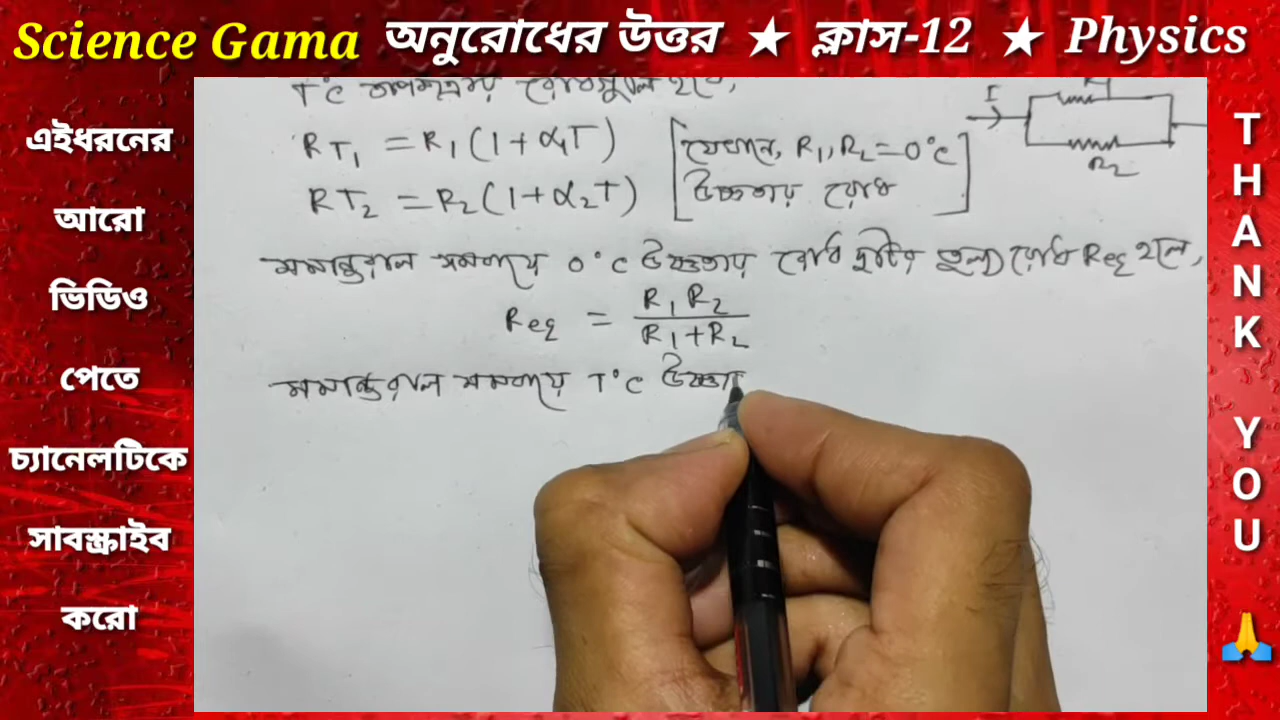 Science Gama অনুরোধের উত্তর ★ ক্লাস-12 ★ Physics
এইধরনের
আরো
ভিডিও
পেতে
চ্যানেলটিকে
সাবস্ক্রাইব
করো
T°C তাপমাত্রায় রোধগুলি হবে,
RT₁ = R₁(1+α₁T) [যেখানে, R₁, R₂ = 0°C
RT₂ = R₂(1+α₂T) উষ্ণতায় রোধ]
সমান্তরাল সমবায়ে 0°C উষ্ণতায় রোধ দুটির তুল্য রোধ Req হলে,
Req = R₁R₂ / R₁+R₂
সমান্তরাল সমবায়ে T°C উষ্ণতা
I
R₂
THANK
YOU